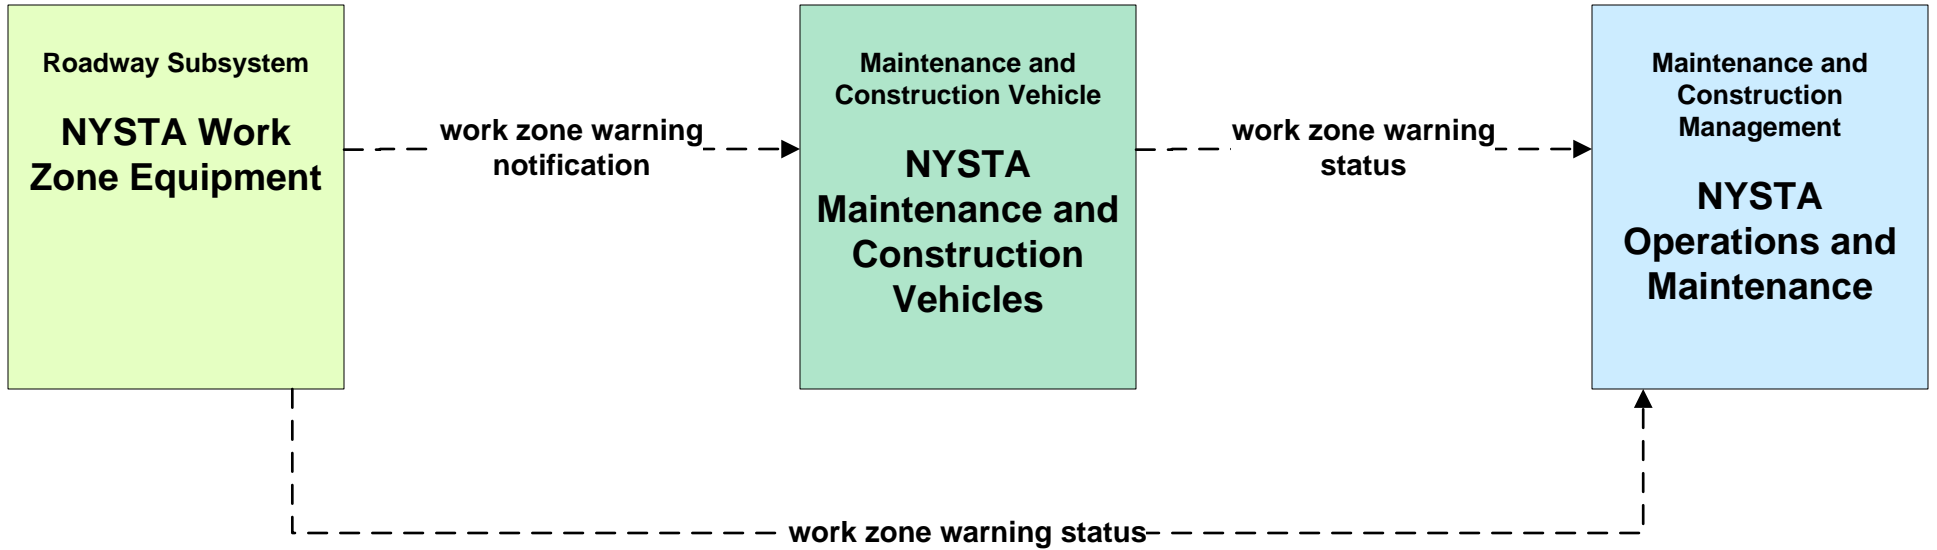 Roadway Subsystem
NYSTA Work
Zone Equipment
work zone warning
notification
Maintenance and
Construction Vehicle
NYSTA
Maintenance and
Construction
Vehicles
work zone warning
status
Maintenance and
Construction
Management
NYSTA
Operations and
Maintenance
work zone warning status